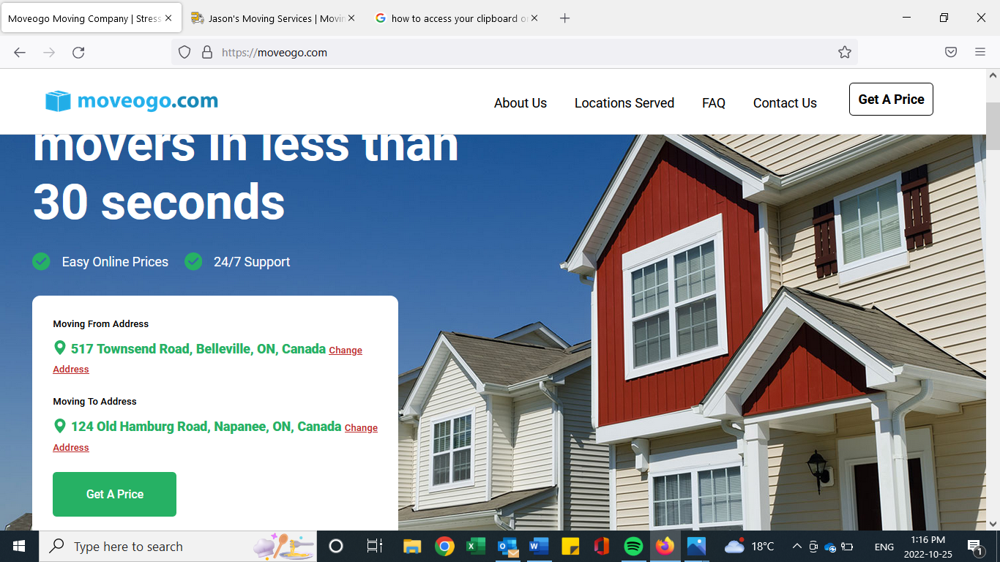 Moveogo Moving Company | Stress
Jason's Moving Services | Movin
how to access your clipboard o
https://moveogo.com
moveogo.com
About Us
Locations Served
FAQ
Contact Us
Get A Price
movers in less than
30 seconds
Easy Online Prices
24/7 Support
Moving From Address
517 Townsend Road, Belleville, ON, Canada Change
Address
Moving To Address
124 Old Hamburg Road, Napanee, ON, Canada Change
Address
Get A Price
Type here to search
18°C
ENG
1:16 PM
2022-10-25
1